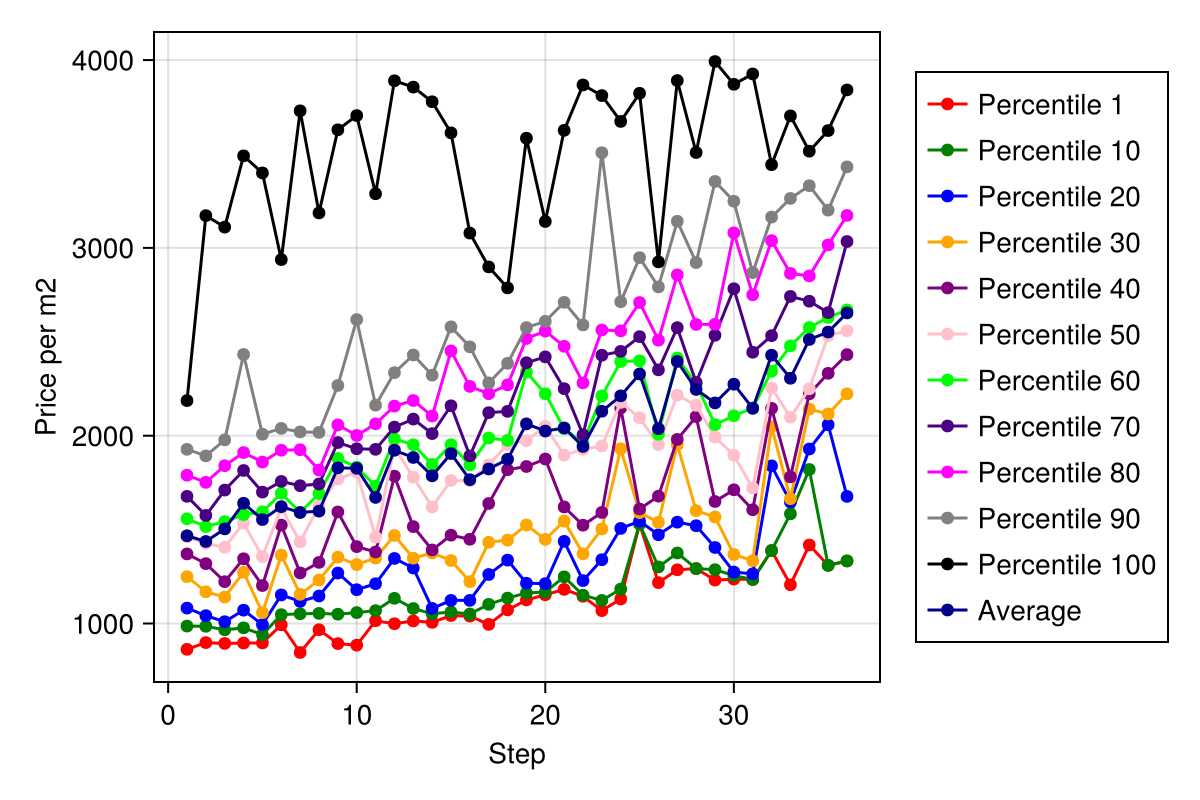 4000
3000
2000
1000
Price per m2
0 10 20 30
Step
Percentile 1
Percentile 10
Percentile 20
Percentile 30
Percentile 40
Percentile 50
Percentile 60
Percentile 70
Percentile 80
Percentile 90
Percentile 100
Average